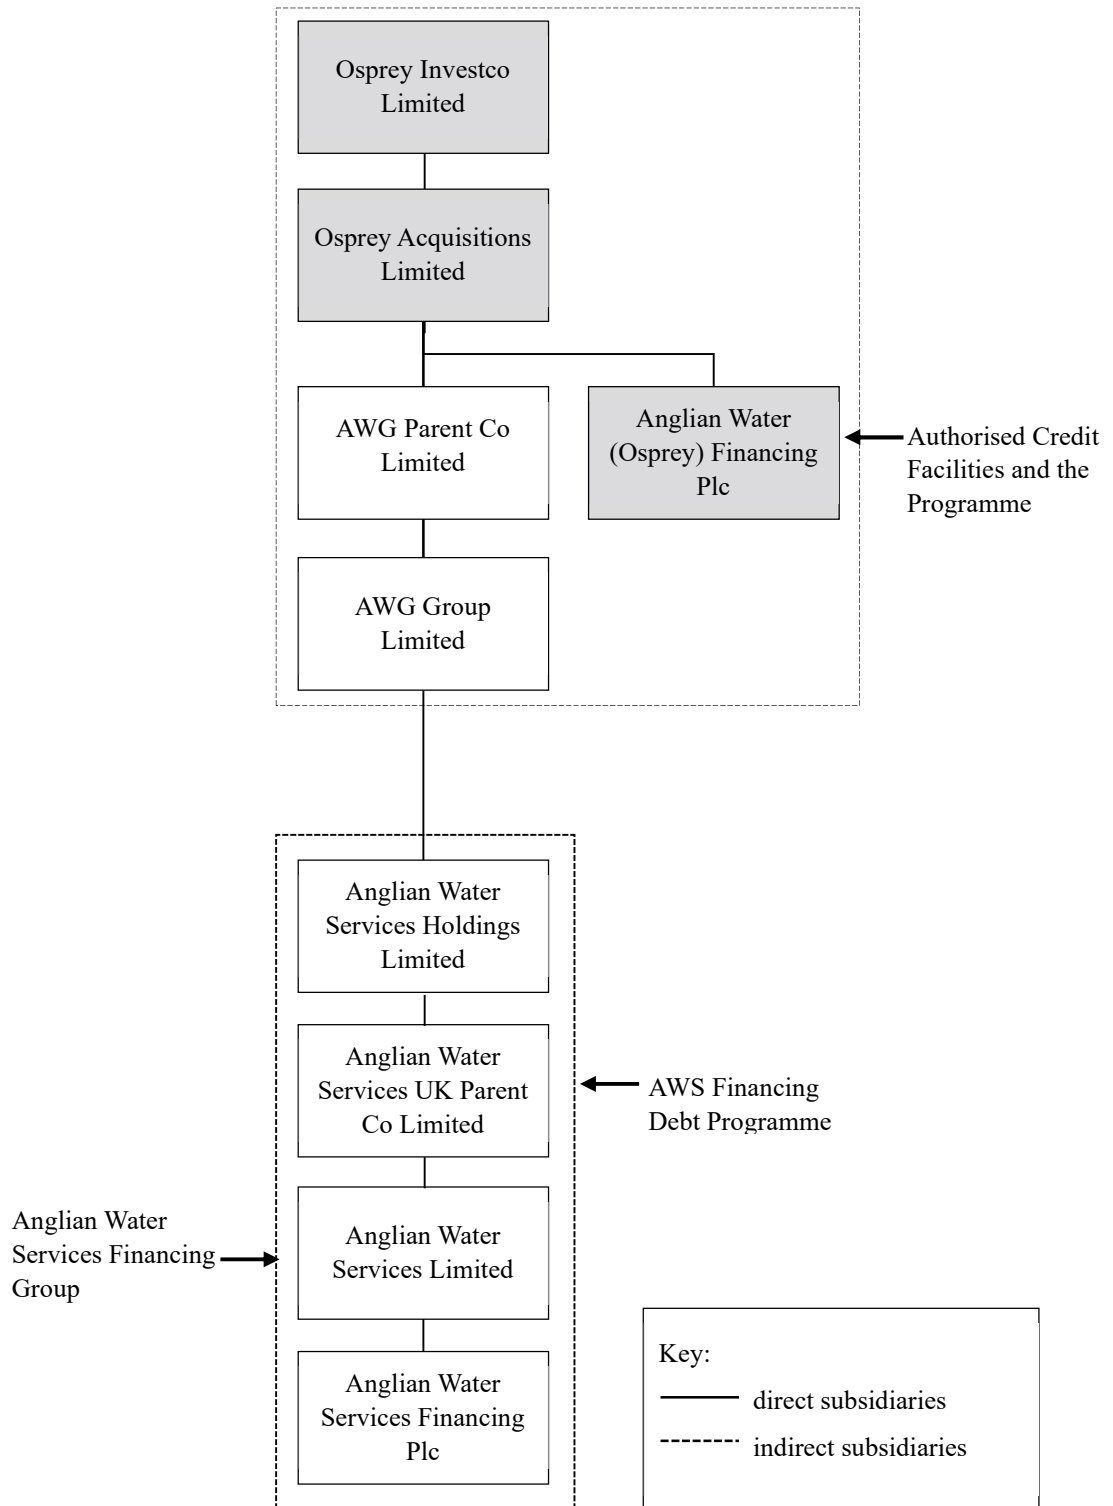 Osprey Investco
Limited
Osprey Acquisitions
Limited
AWG Parent Co
Limited
Anglian Water
(Osprey) Financing
Plc
Authorised Credit
Facilities and the
Programme
AWG Group
Limited
Anglian Water
Services Holdings
Limited
Anglian Water
Services UK Parent
Co Limited
AWS Financing
Debt Programme
Anglian Water
Services Financing
Group
Anglian Water
Services Limited
Anglian Water
Services Financing
Plc
Key:
direct subsidiaries
indirect subsidiaries